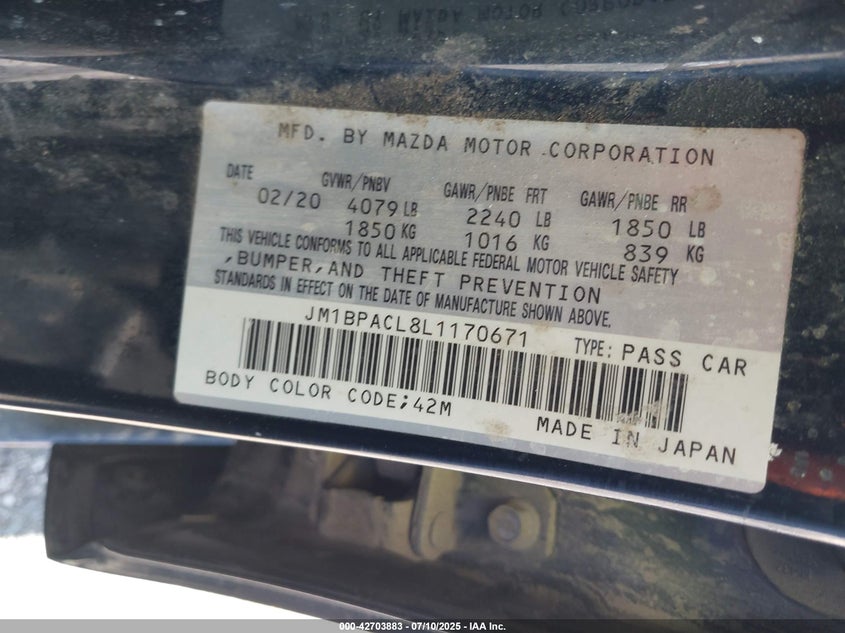 MFD. BY MAZDA MOTOR CORPORATION
DATE GVWR/PNBV GAWR/PNBE FRT GAWR/PNBE RR
02/20 4079 LB 2240 LB 1850 LB
1850 KG 1016 KG 839 KG
THIS VEHICLE CONFORMS TO ALL APPLICABLE FEDERAL MOTOR VEHICLE SAFETY
,BUMPER,AND THEFT PREVENTION
STANDARDS IN EFFECT ON THE DATE OF MANUFACTURE SHOWN ABOVE.
JM1BPACL8L1170671 TYPE: PASS CAR
BODY COLOR CODE;42M
MADE IN JAPAN
000-42703883 / 07/10/2025 - IAA Inc.